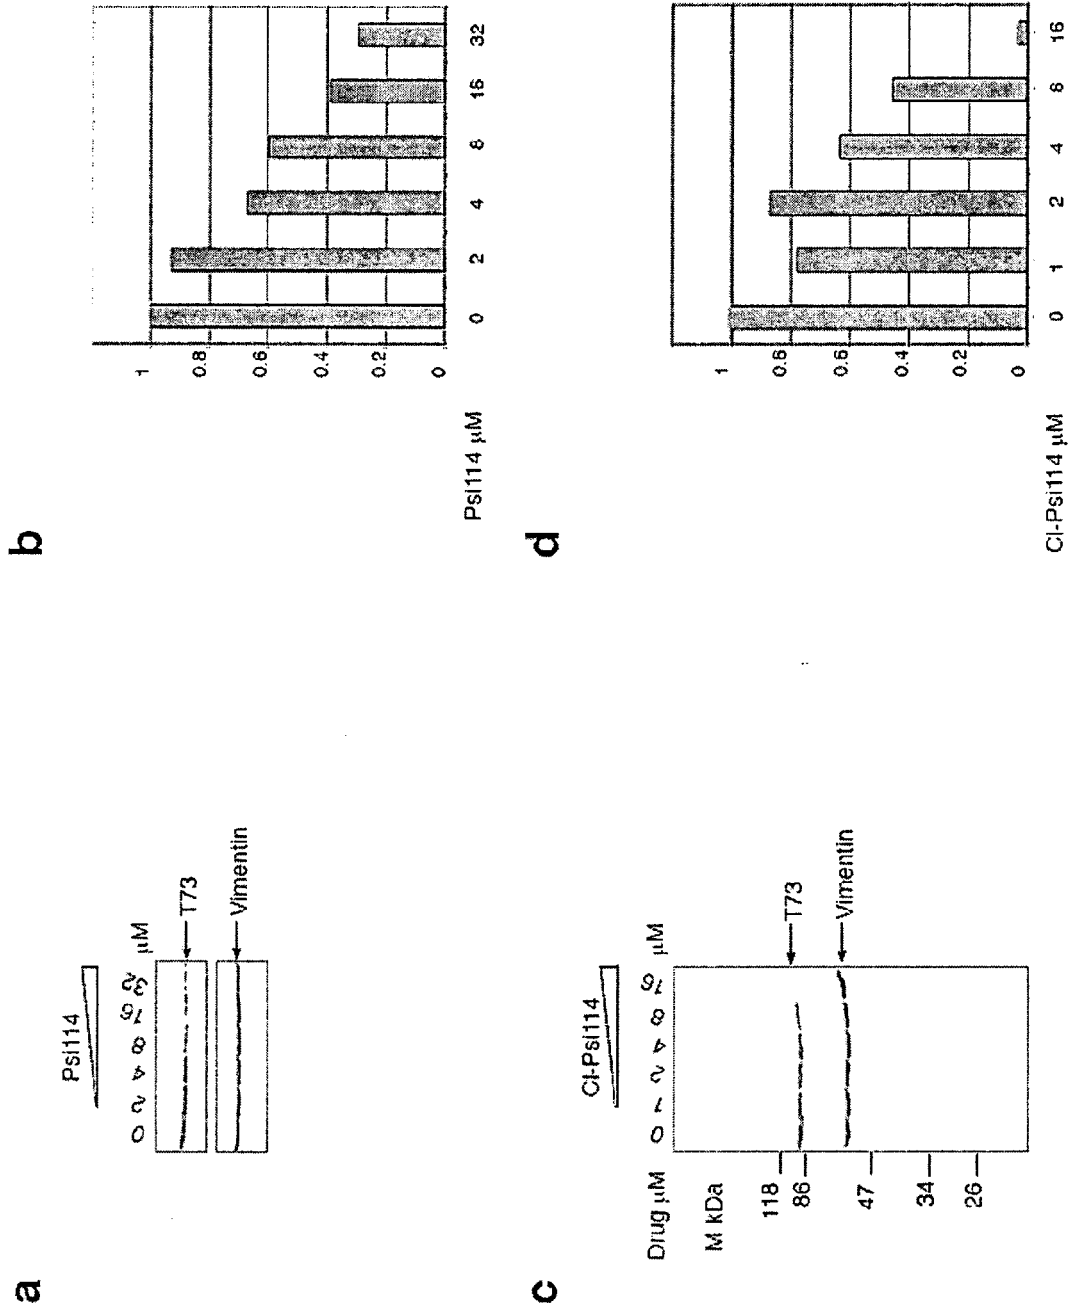 a
Psi114
0 2 4 8 16 32 μM
T73
Vimentin
b
1
0.8
0.6
0.4
0.2
0
0 2 4 8 16 32
Psi114 μM
c
Cl-Psi114
Drug μM 0 1 2 4 8 16 μM
M kDa
118
86
47
34
26
T73
Vimentin
d
1
0.8
0.6
0.4
0.2
0
0 1 2 4 8 16
Cl-Psi114 μM